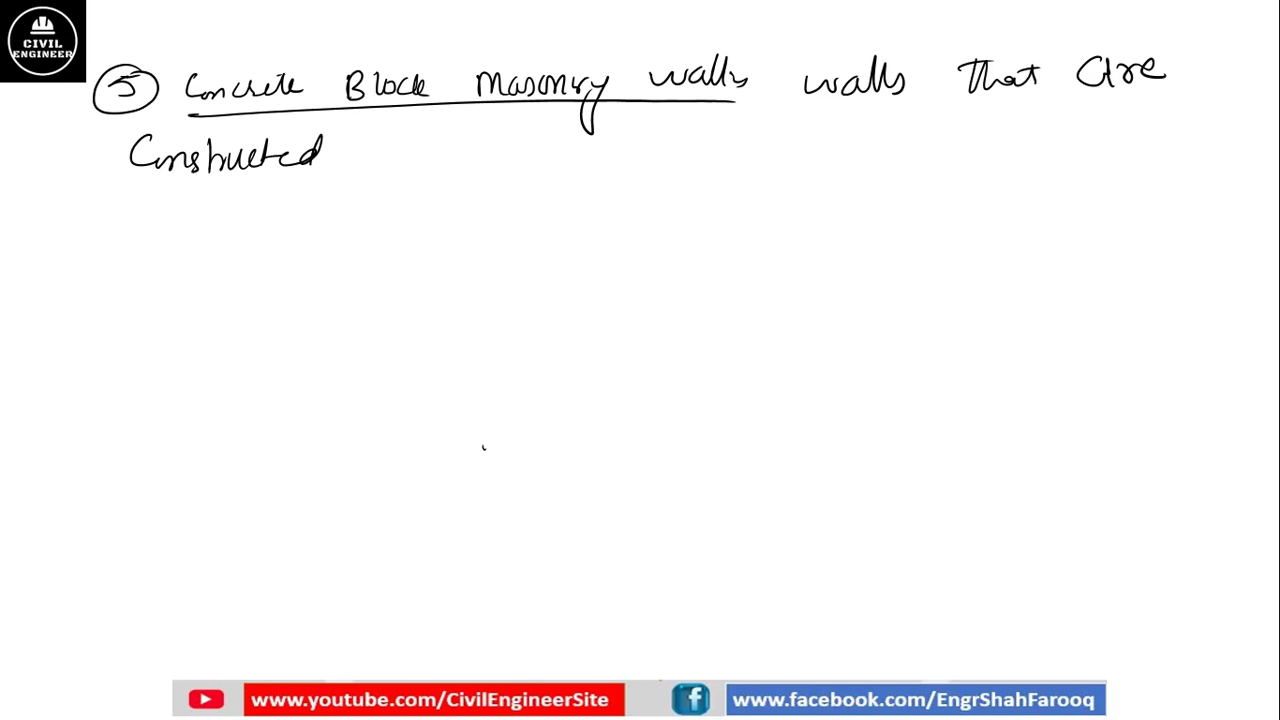 CIVIL
ENGINEER
5 Concrete Block Masonry walls walls that are
Constructed
www.youtube.com/CivilEngineerSite
www.facebook.com/EngrShahFarooq